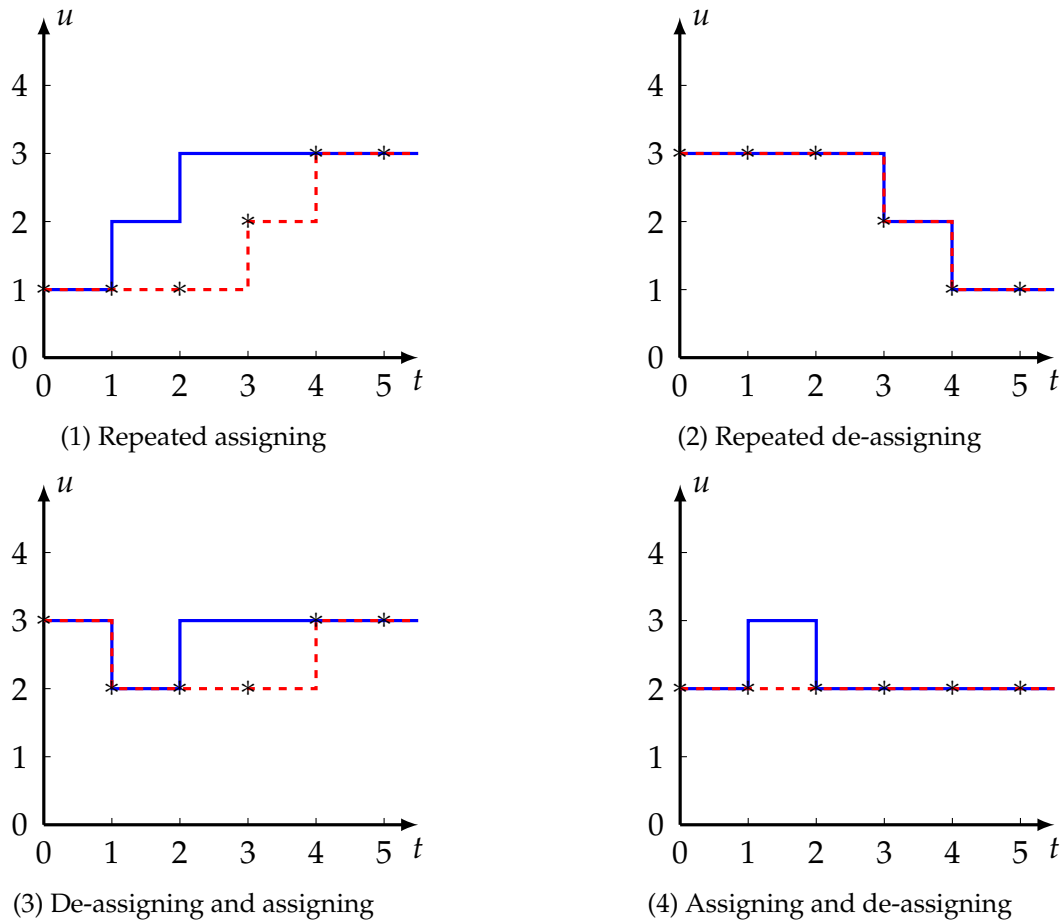 u
4
3
2
1
0
0 1 2 3 4 5 t
(1) Repeated assigning
u
4
3
2
1
0
0 1 2 3 4 5 t
(2) Repeated de-assigning
u
4
3
2
1
0
0 1 2 3 4 5 t
(3) De-assigning and assigning
u
4
3
2
1
0
0 1 2 3 4 5 t
(4) Assigning and de-assigning